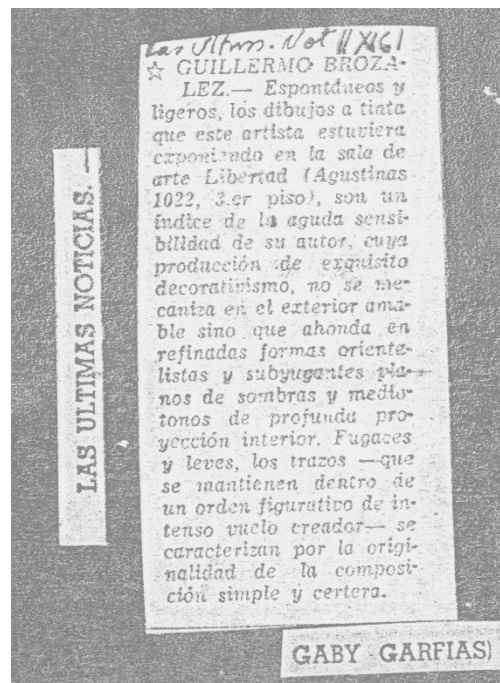 Las Ultim. Not 11 XI 61
☆ GUILLERMO BROZA-
LEZ.— Espontáneos y
ligeros, los dibujos a tinta
que este artista estuviera
exponiendo en la sala de
arte Libertad (Agustinas
1022, 3.er piso), son un
índice de la aguda sensi-
bilidad de su autor, cuya
producción de exquisito
decorativismo, no se me-
caniza en el exterior ama-
ble sino que ahonda en
refinadas formas orienta-
listas y subyugantes pla-
nos de sombras y medio-
tonos de profunda pro-
yección interior. Fugaces
y leves, los trazos —que
se mantienen dentro de
un orden figurativo de in-
tenso vuelo creador— se
caracterizan por la origi-
nalidad de la composi-
ción simple y certera.
LAS ULTIMAS NOTICIAS. —
GABY GARFIAS)